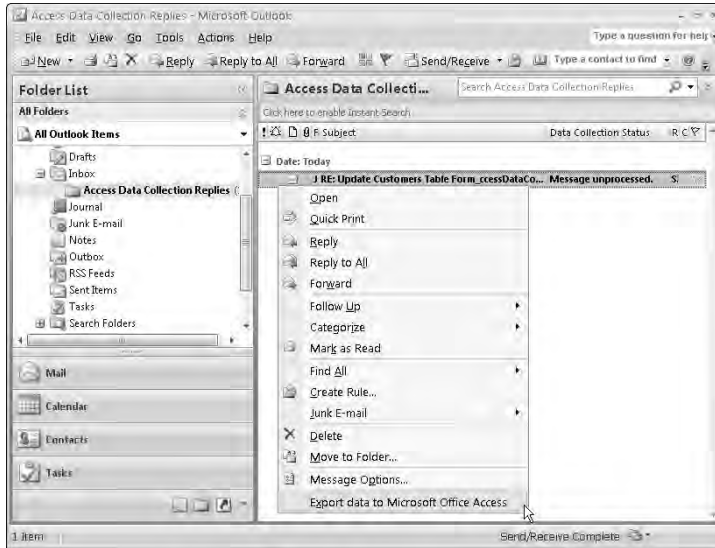 Access Data Collection Replies - Microsoft Outlook
File Edit View Go Tools Actions Help
Type a question for help
New Reply Reply to All Forward Send/Receive Type a contact to find
Folder List
All Folders
All Outlook Items
Drafts
Inbox
Access Data Collection Replies (
Journal
Junk E-mail
Notes
Outbox
RSS Feeds
Sent Items
Tasks
Search Folders
Mail
Calendar
Contacts
Tasks
Access Data Collecti...
Search Access Data Collection Replies
Click here to enable Instant Search
Subject Data Collection Status R C
Date: Today
J RE: Update Customers Table Form_ccessDataCo... Message unprocessed. S
Open
Quick Print
Reply
Reply to All
Forward
Follow Up
Categorize
Mark as Read
Find All
Create Rule...
Junk E-mail
Delete
Move to Folder...
Message Options...
Export data to Microsoft Office Access
1 Item
Send/Receive Complete